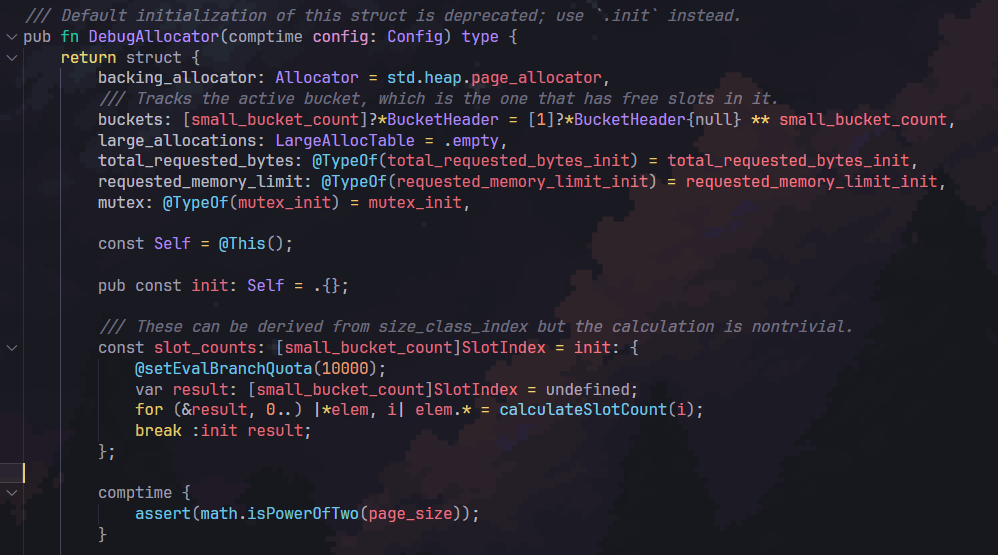 /// Default initialization of this struct is deprecated; use `.init` instead.
pub fn DebugAllocator(comptime config: Config) type {
    return struct {
        backing_allocator: Allocator = std.heap.page_allocator,
        /// Tracks the active bucket, which is the one that has free slots in it.
        buckets: [small_bucket_count]?*BucketHeader = [1]?*BucketHeader{null} ** small_bucket_count,
        large_allocations: LargeAllocTable = .empty,
        total_requested_bytes: @TypeOf(total_requested_bytes_init) = total_requested_bytes_init,
        requested_memory_limit: @TypeOf(requested_memory_limit_init) = requested_memory_limit_init,
        mutex: @TypeOf(mutex_init) = mutex_init,

        const Self = @This();

        pub const init: Self = .{};

        /// These can be derived from size_class_index but the calculation is nontrivial.
        const slot_counts: [small_bucket_count]SlotIndex = init: {
            @setEvalBranchQuota(10000);
            var result: [small_bucket_count]SlotIndex = undefined;
            for (&result, 0..) |*elem, i| elem.* = calculateSlotCount(i);
            break :init result;
        };

        comptime {
            assert(math.isPowerOfTwo(page_size));
        }